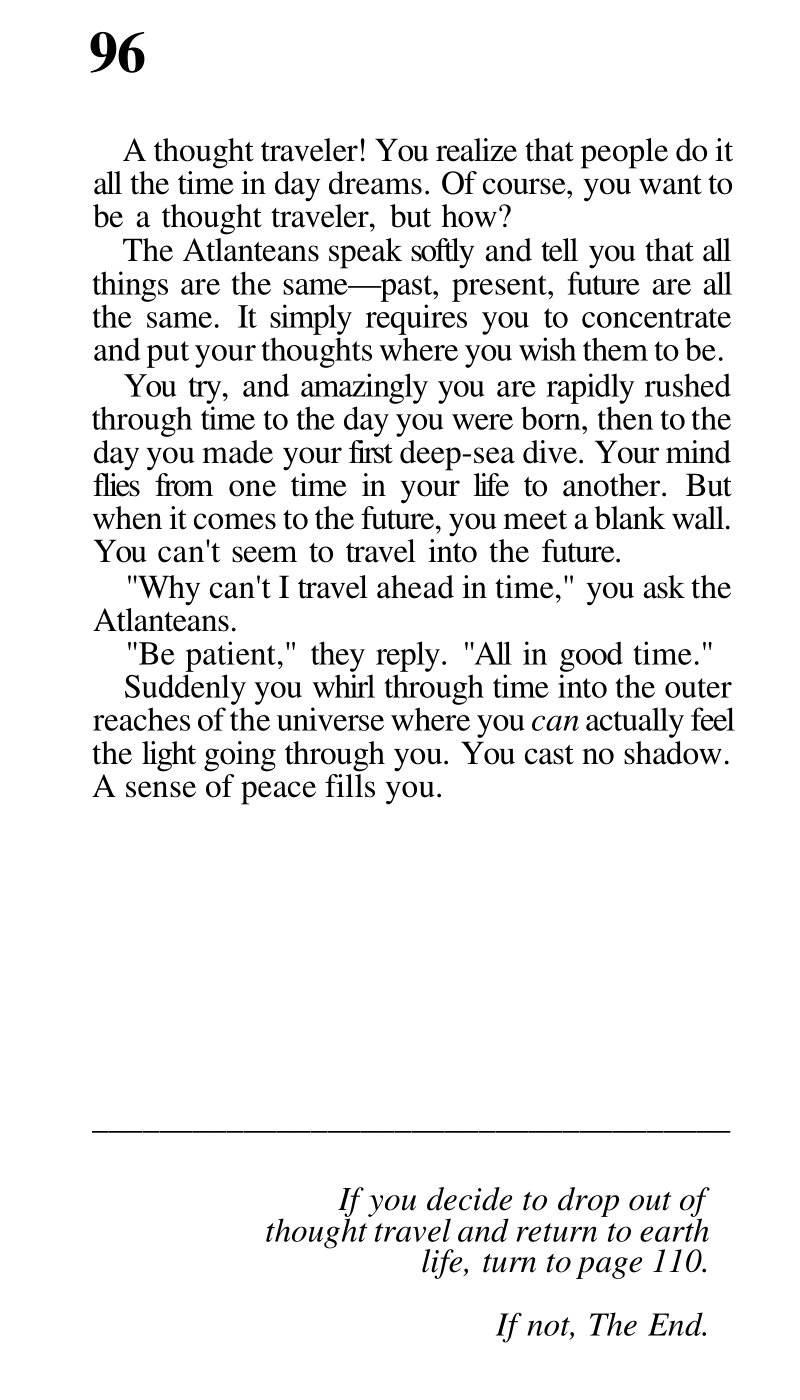 96
A thought traveler! You realize that people do it
all the time in day dreams. Of course, you want to
be a thought traveler, but how?
The Atlanteans speak softly and tell you that all
things are the same—past, present, future are all
the same. It simply requires you to concentrate
and put your thoughts where you wish them to be.
You try, and amazingly you are rapidly rushed
through time to the day you were born, then to the
day you made your first deep-sea dive. Your mind
flies from one time in your life to another. But
when it comes to the future, you meet a blank wall.
You can't seem to travel into the future.
"Why can't I travel ahead in time," you ask the
Atlanteans.
"Be patient," they reply. "All in good time."
Suddenly you whirl through time into the outer
reaches of the universe where you can actually feel
the light going through you. You cast no shadow.
A sense of peace fills you.
If you decide to drop out of
thought travel and return to earth
life, turn to page 110.
If not, The End.